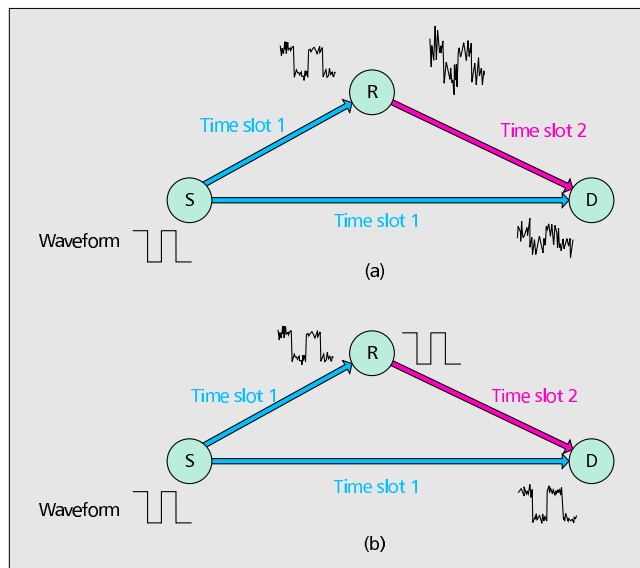 R
Time slot 1
Time slot 2
S
D
Time slot 1
Waveform
(a)
R
Time slot 1
Time slot 2
S
D
Time slot 1
Waveform
(b)